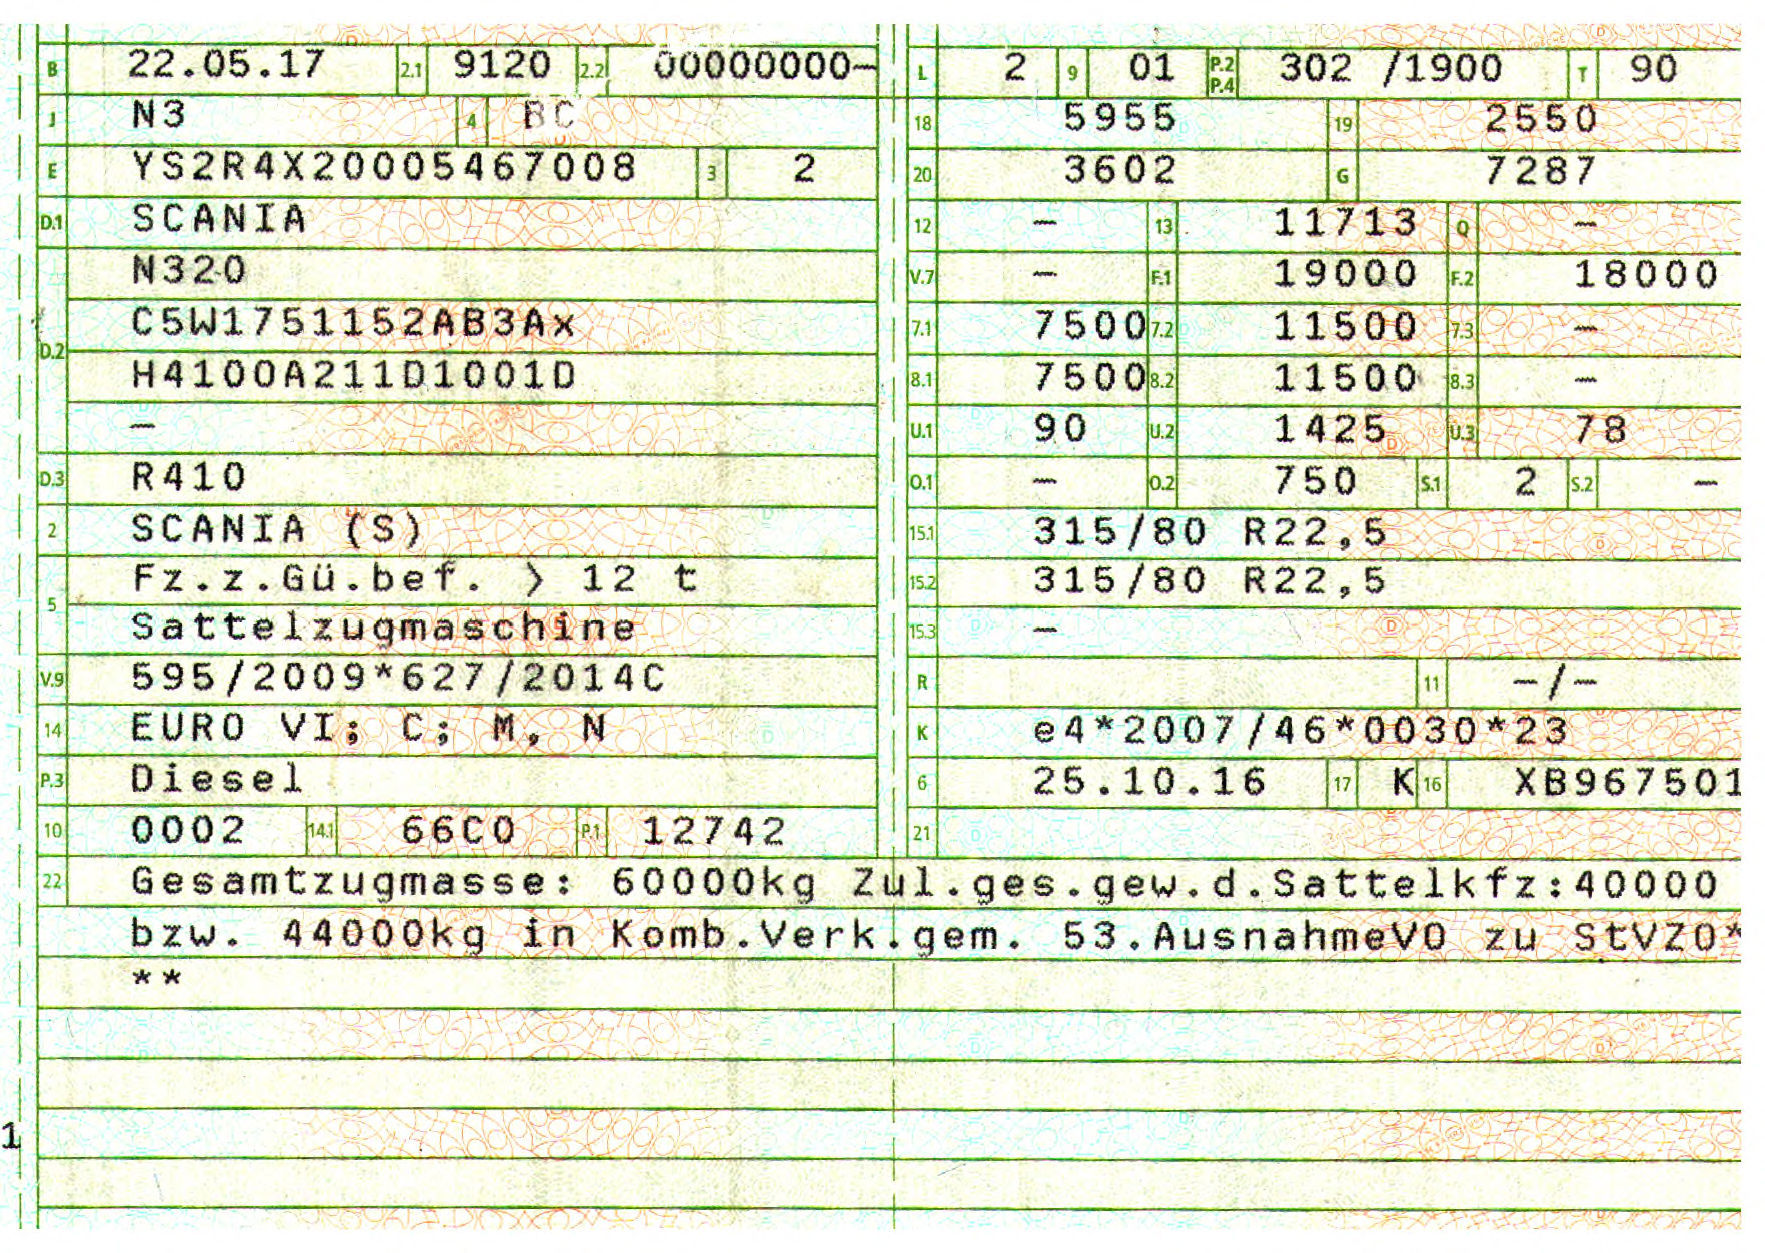 B 22.05.17 2.1 9120 2.2 00000000–
J N3 4 BC
E YS2R4X20005467008 3 2
D.1 SCANIA
N320
C5W1751152AB3Ax
D.2
H4100A211D1001D
–
D.3 R410
2 SCANIA (S)
Fz.z.Gü.bef. > 12 t
5
Sattelzugmaschine
V.9 595/2009*627/2014C
14 EURO VI; C; M, N
P.3 Diesel
10 0002 14.1 66C0 P.1 12742
L 2 9 01 P.2 P.4 302 /1900 T 90
18 5955 19 2550
20 3602 G 7287
12 – 13 11713 Q –
V.7 – F.1 19000 F.2 18000
7.1 7500 7.2 11500 7.3 –
8.1 7500 8.2 11500 8.3 –
U.1 90 U.2 1425 U.3 78
O.1 – O.2 750 S.1 2 S.2 –
15.1 315/80 R22,5
15.2 315/80 R22,5
15.3 –
R 11 –/–
K e4*2007/46*0030*23
6 25.10.16 17 K 16 XB967501
21
22 Gesamtzugmasse: 60000kg Zul.ges.gew.d.Sattelkfz:40000
bzw. 44000kg in Komb.Verk.gem. 53.AusnahmeVO zu StVZO*
**
1